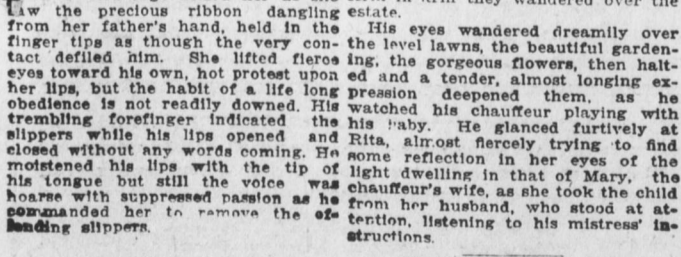 saw the precious ribbon dangling
from her father's hand, held in the
finger tips as though the very con-
tact defiled him. She lifted fierce
eyes toward his own, hot protest upon
her lips, but the habit of a life long
obedience is not readily downed. His
trembling forefinger indicated the
slippers while his lips opened and
closed without any words coming. He
moistened his lips with the tip of
his tongue but still the voice was
hoarse with suppressed passion as he
commanded her to remove the of-
fending slippers.
they wandered over the
estate.
His eyes wandered dreamily over
the level lawns, the beautiful garden-
ing, the gorgeous flowers, then halt-
ed and a tender, almost longing ex-
pression deepened them, as he
watched his chauffeur playing with
his baby. He glanced furtively at
Rita, almost fiercely trying to find
some reflection in her eyes of the
light dwelling in that of Mary, the
chauffeur's wife, as she took the child
from her husband, who stood at at-
tention, listening to his mistress' in-
structions.